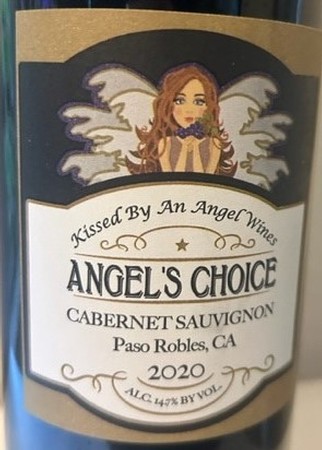 Kissed By An Angel Wines
ANGEL'S CHOICE
CABERNET SAUVIGNON
Paso Robles, CA
2020
ALC. 14.7% BY VOL.